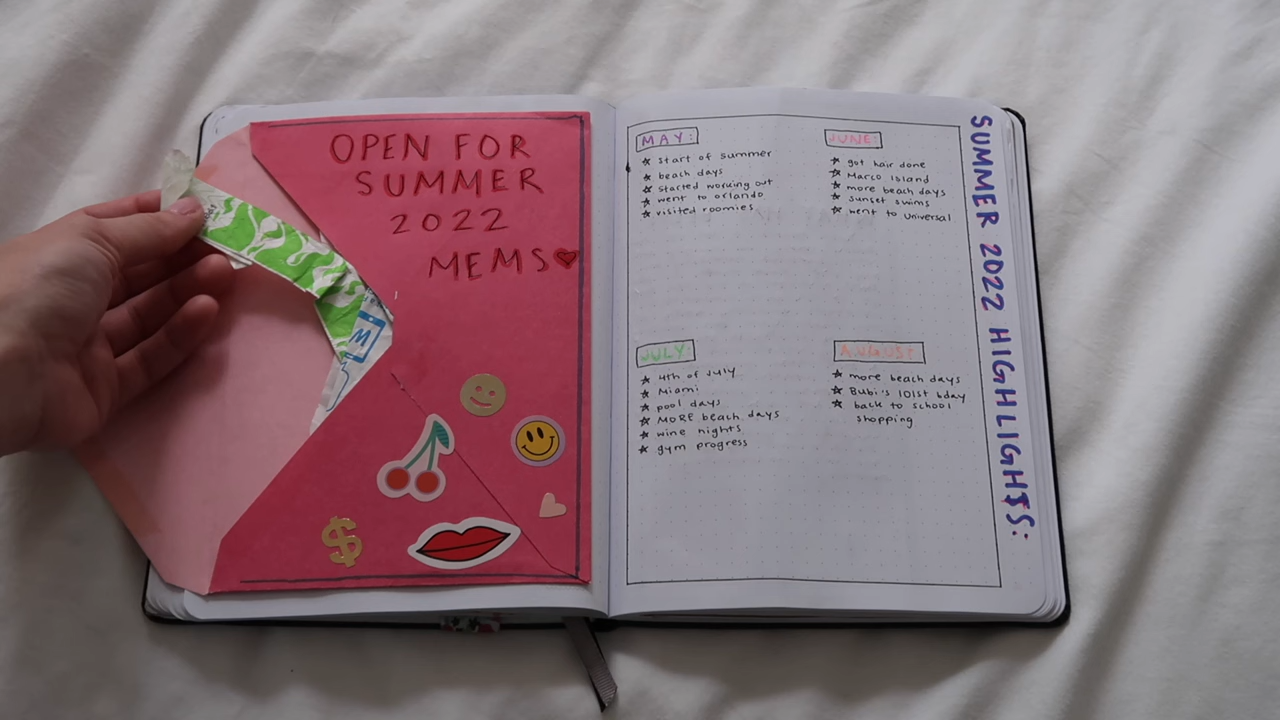 OPEN FOR
SUMMER
2022
MEMS
M
SUMMER 2022 HIGHLIGHTS:
MAY:
start of summer
beach days
started working out
went to orlando
visited roomies
JUNE:
got hair done
Marco Island
more beach days
sunset swims
went to universal
JULY:
4th of July
Miami
pool days
MORE beach days
wine nights
gym progress
AUGUST:
more beach days
Bubi's 101st bday
back to school
shopping
$